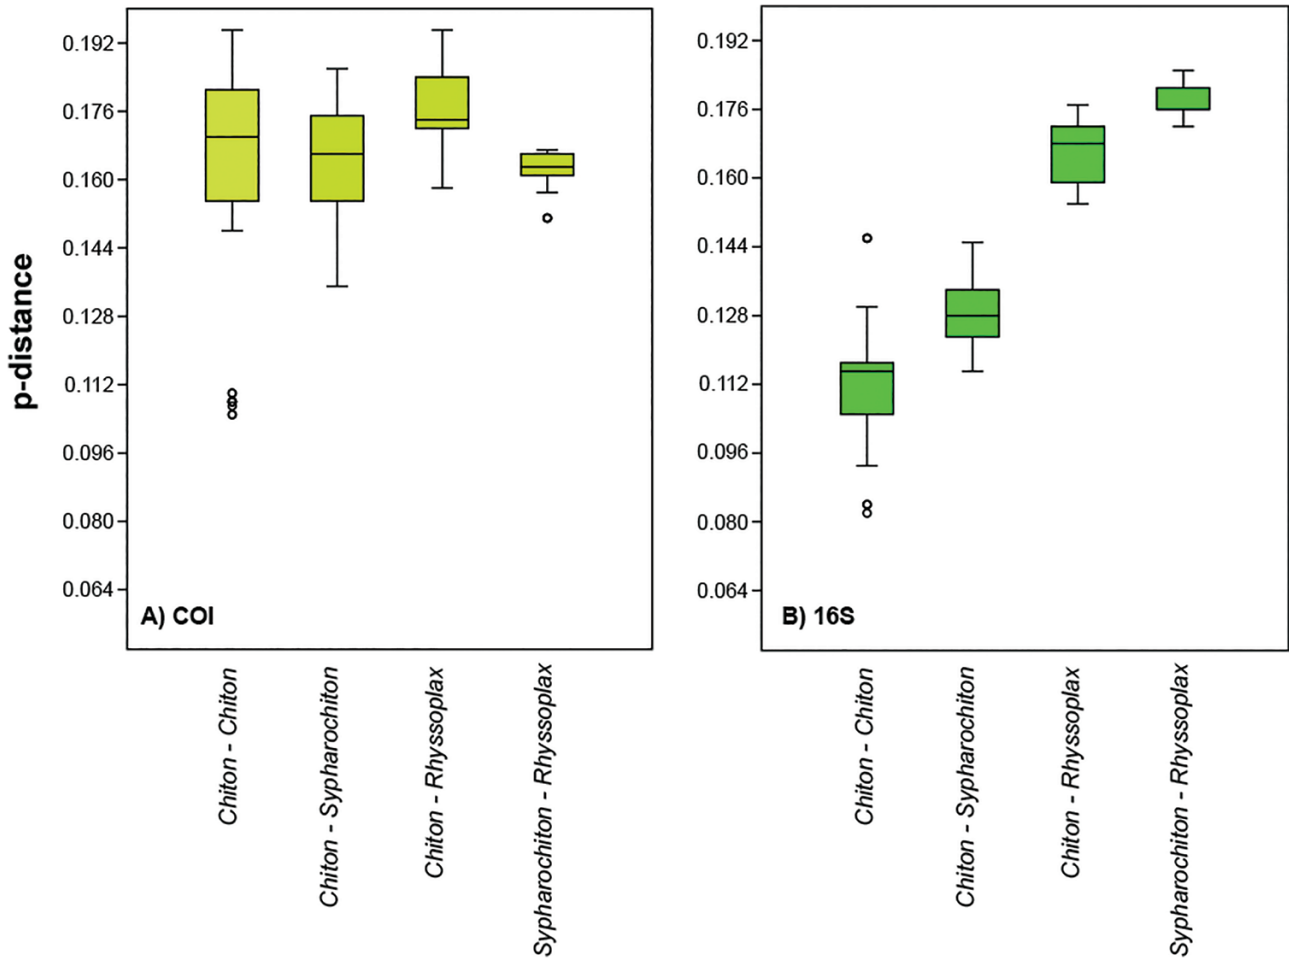 p-distance
0.192
0.176
0.160
0.144
0.128
0.112
0.096
0.080
0.064
A) COI
Chiton - Chiton
Chiton - Sypharochiton
Chiton - Rhyssoplax
Sypharochiton - Rhyssoplax
0.192
0.176
0.160
0.144
0.128
0.112
0.096
0.080
0.064
B) 16S
Chiton - Chiton
Chiton - Sypharochiton
Chiton - Rhyssoplax
Sypharochiton - Rhyssoplax